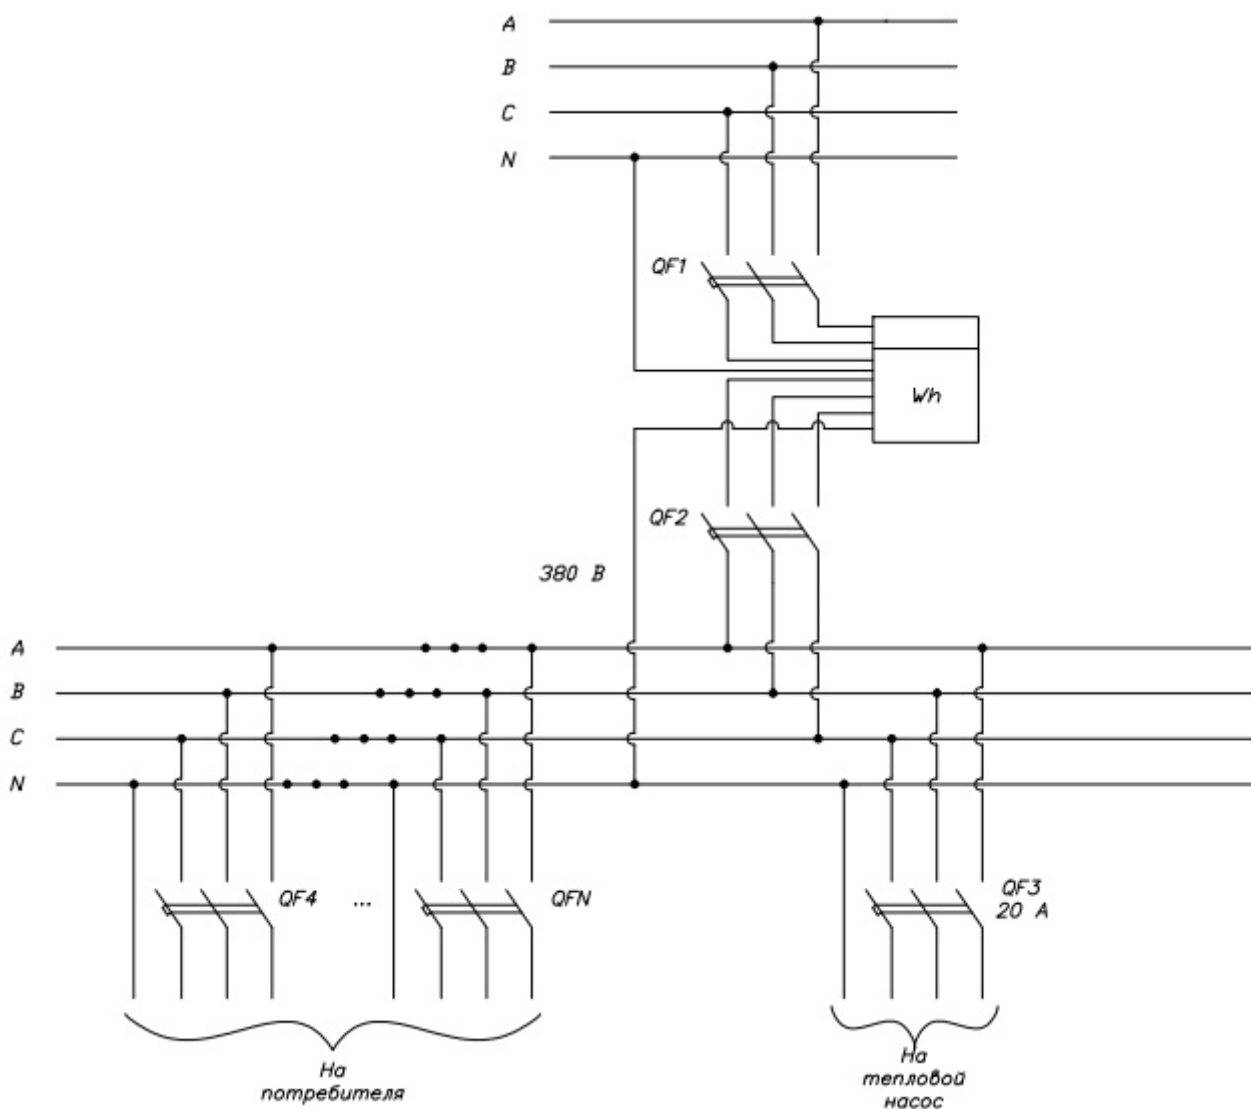 A
B
C
N
QF1
Wh
QF2
380 В
A
B
C
N
QF4
...
QFN
QF3
20 А
На
потребителя
На
тепловой
насос